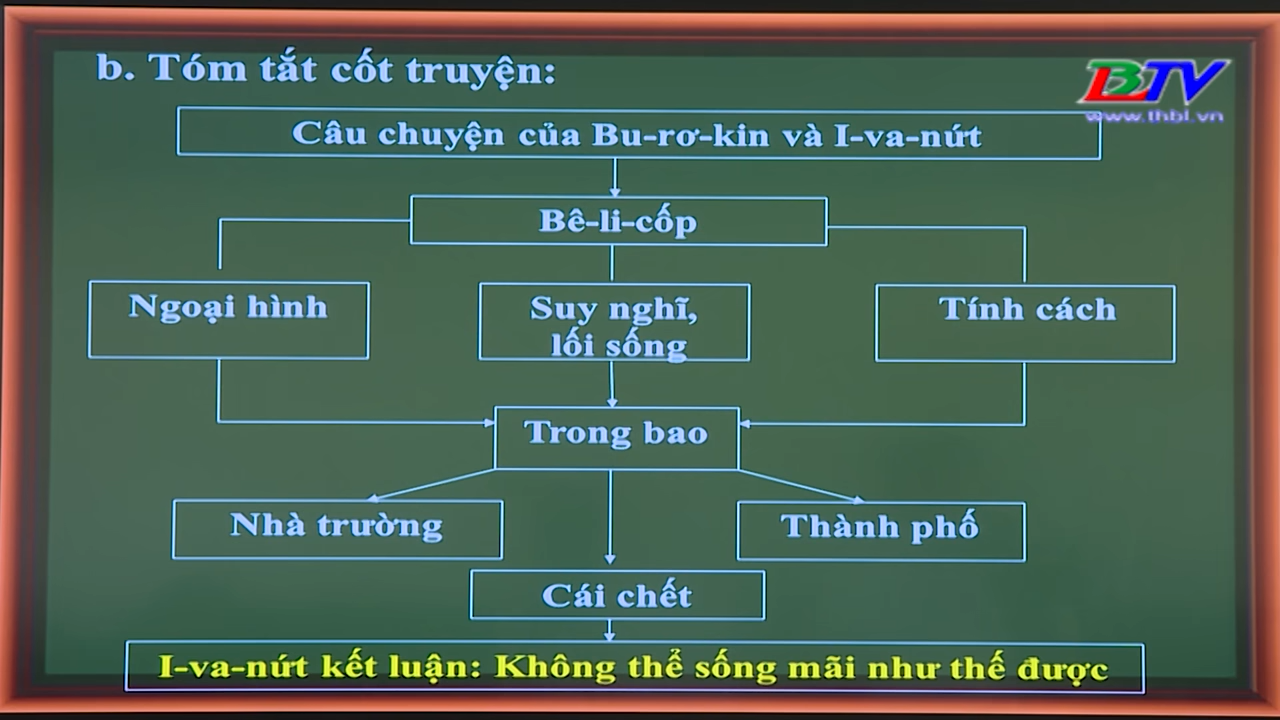 b. Tóm tắt cốt truyện:
BTV
www.thbl.vn
Câu chuyện của Bu-rơ-kin và I-va-nứt
Bê-li-cốp
Ngoại hình
Suy nghĩ,
lối sống
Tính cách
Trong bao
Nhà trường
Thành phố
Cái chết
I-va-nứt kết luận: Không thể sống mãi như thế được